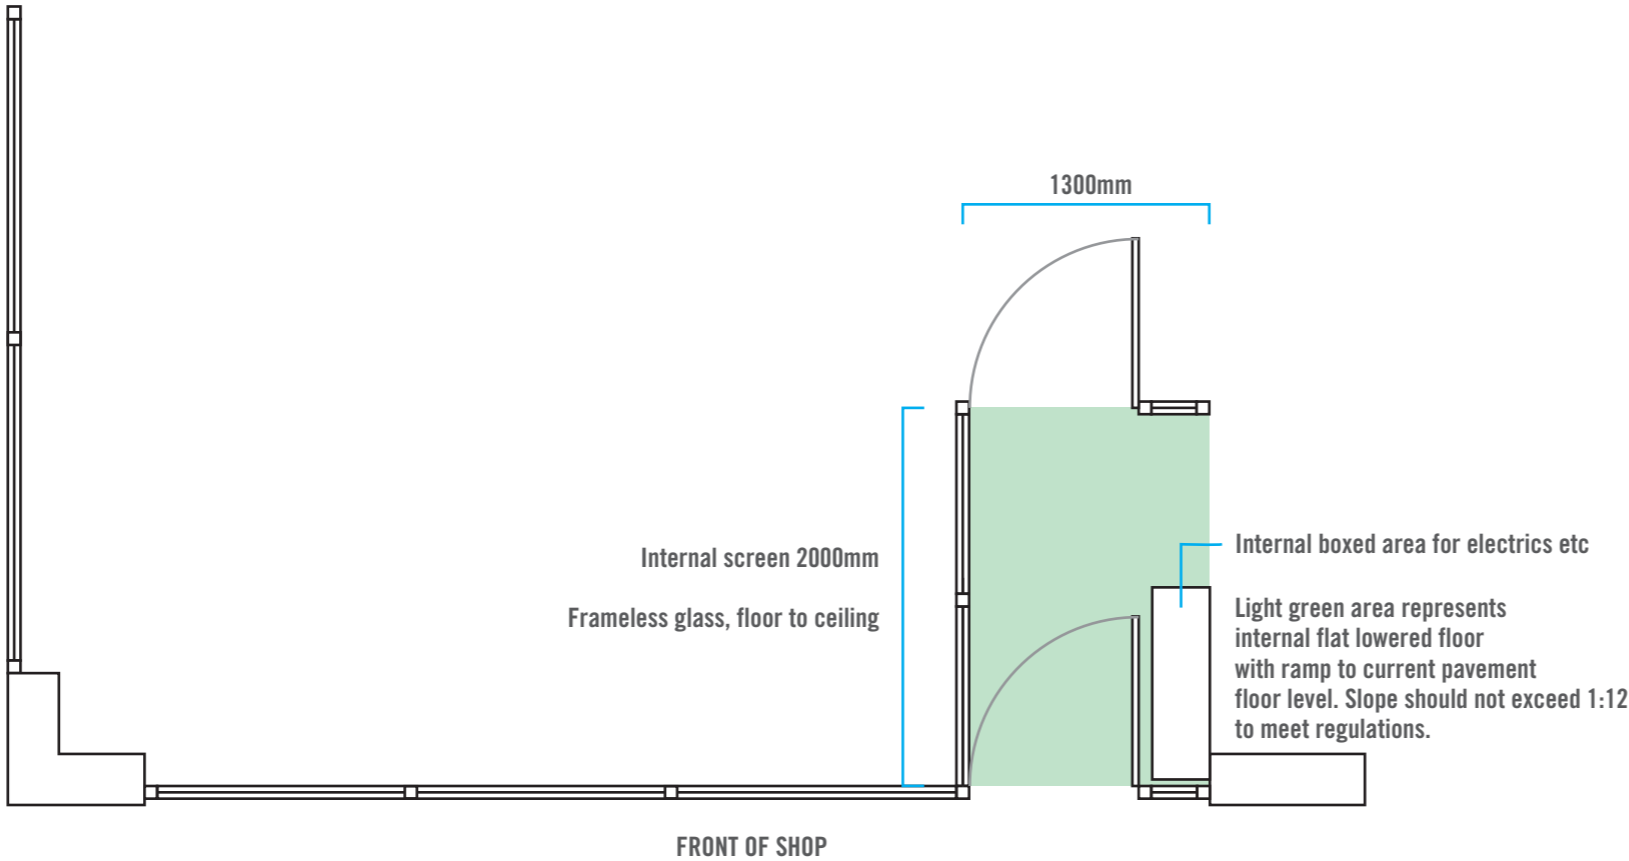 1300mm
Internal screen 2000mm
Frameless glass, floor to ceiling
Internal boxed area for electrics etc
Light green area represents
internal flat lowered floor
with ramp to current pavement
floor level. Slope should not exceed 1:12
to meet regulations.
FRONT OF SHOP